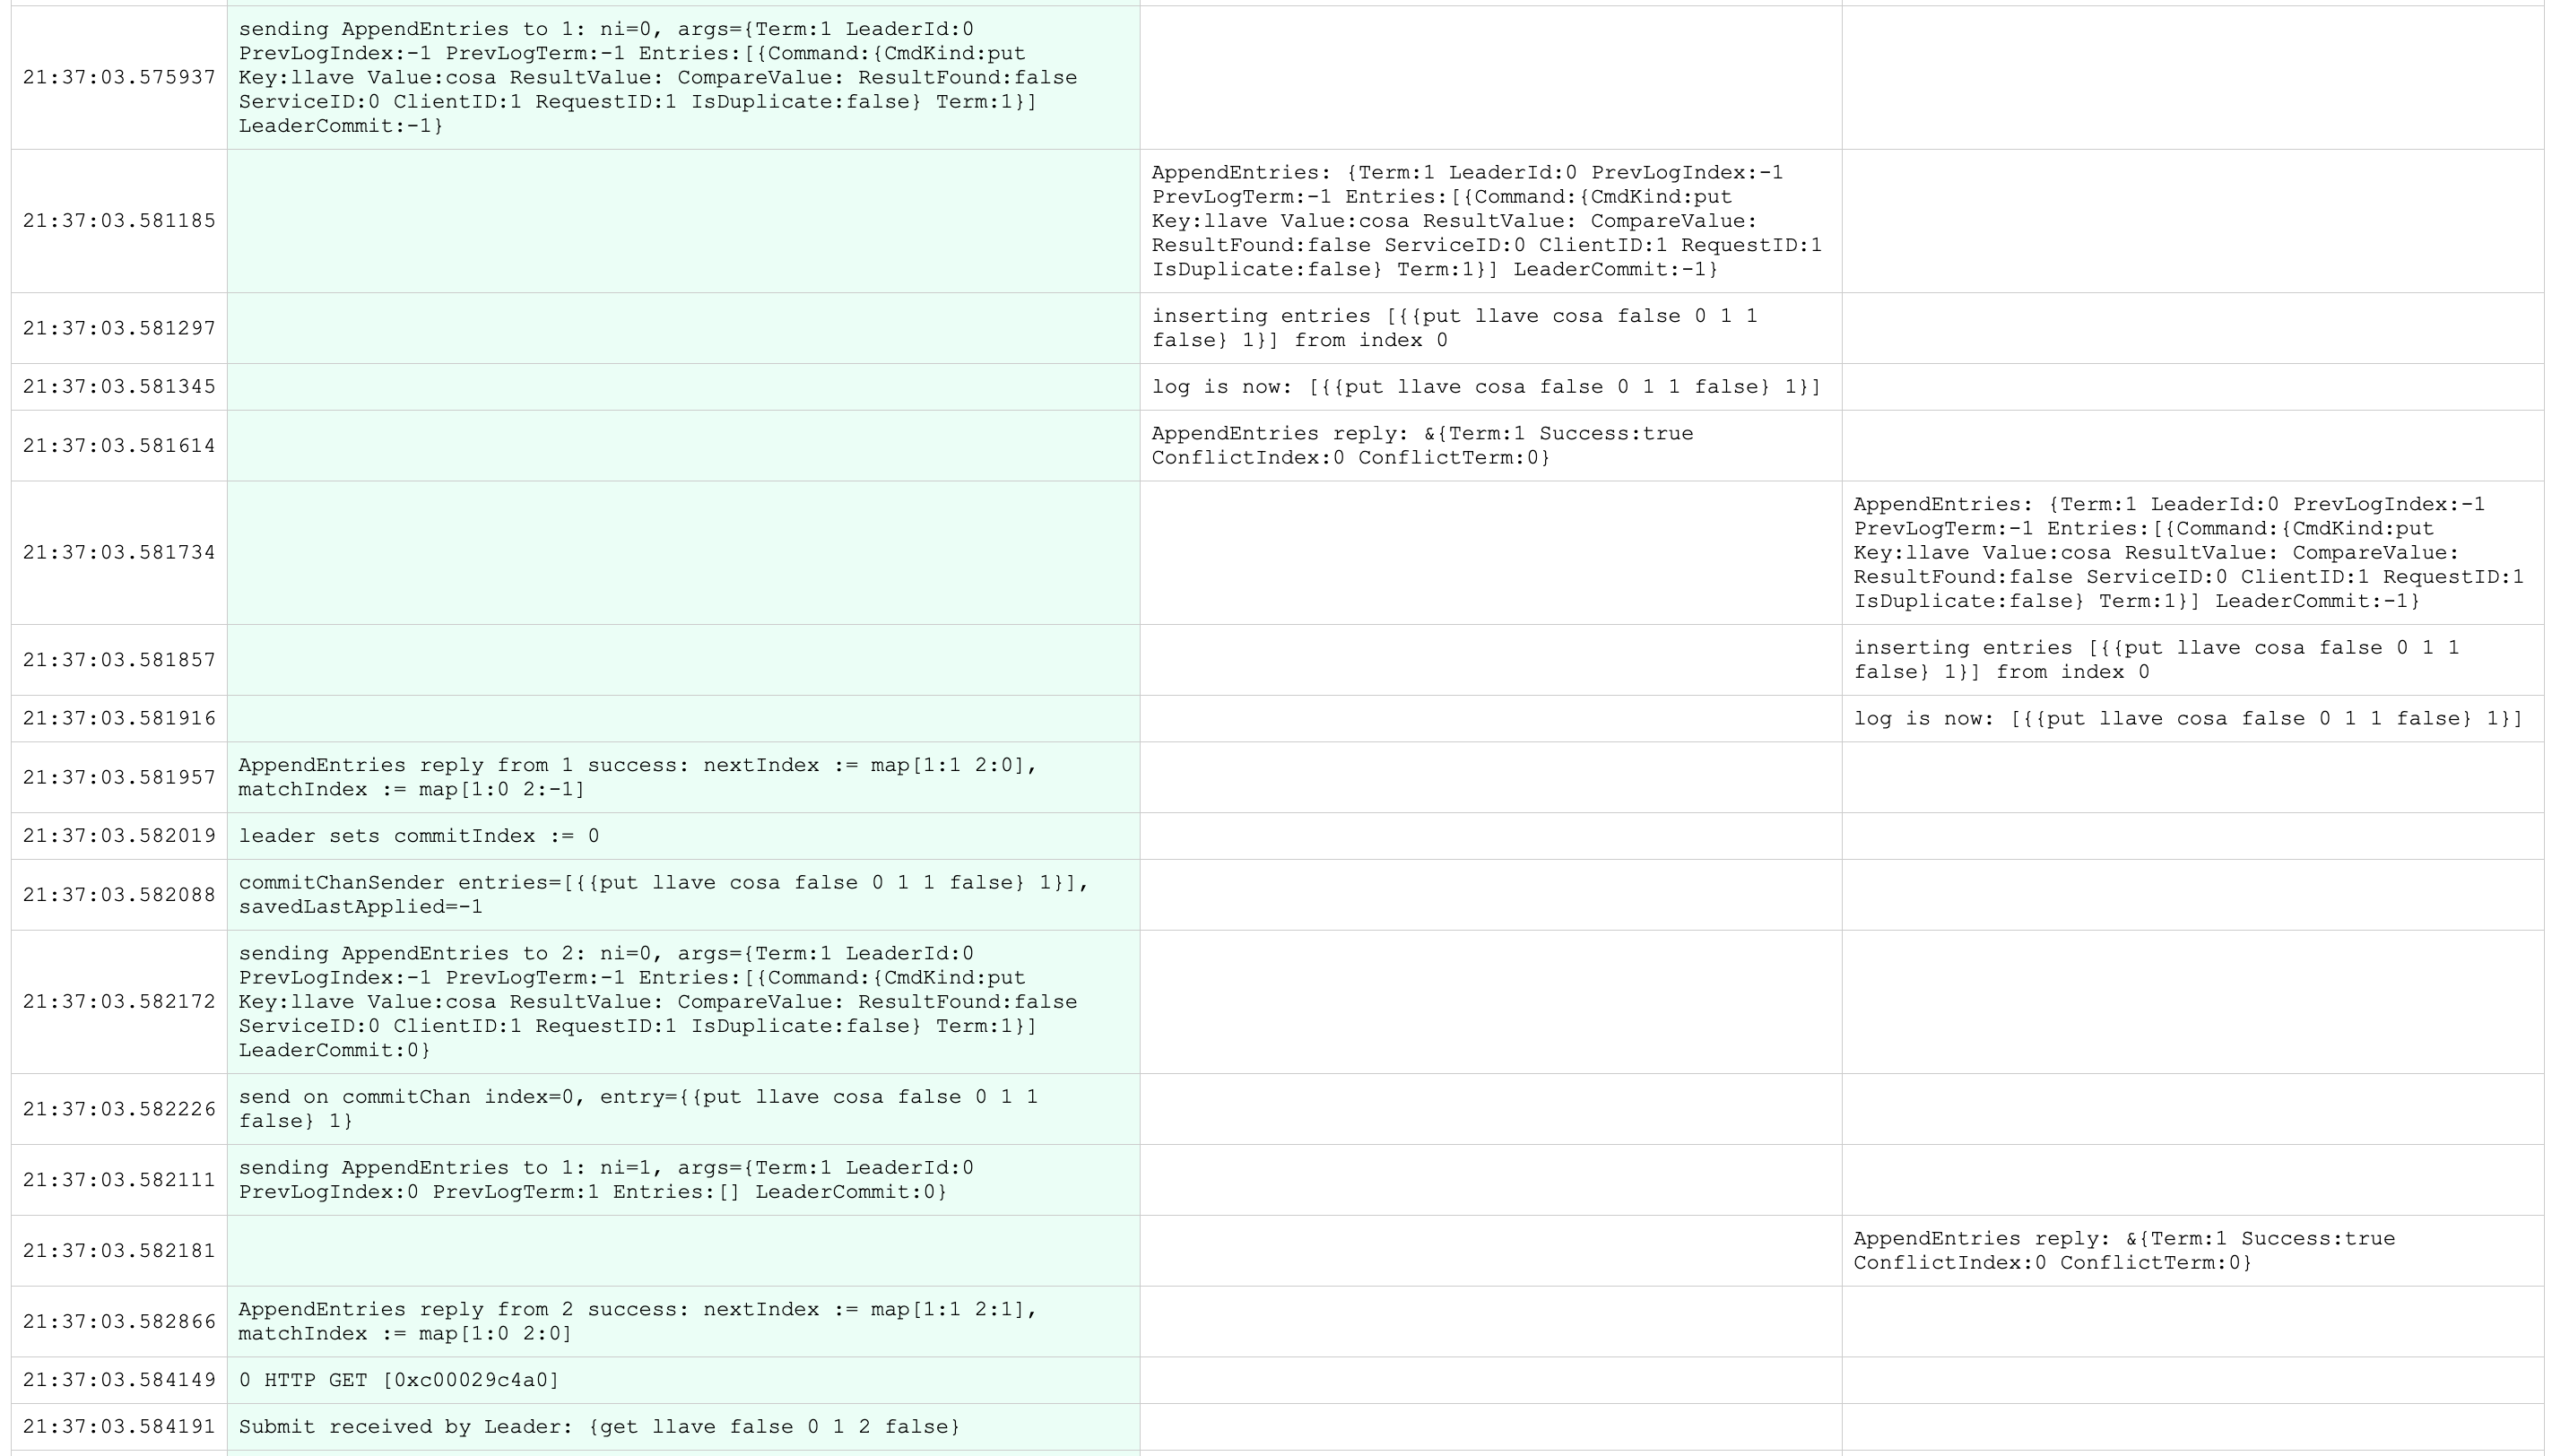 sending AppendEntries to 1: ni=0, args={Term:1 LeaderId:0
PrevLogIndex:-1 PrevLogTerm:-1 Entries:[{Command:{CmdKind:put
21:37:03.575937
Key:llave Value:cosa ResultValue: CompareValue: ResultFound:false
ServiceID:0 ClientID:1 RequestID:1 IsDuplicate:false} Term:1}]
LeaderCommit:-1}
AppendEntries: {Term:1 LeaderId:0 PrevLogIndex:-1
PrevLogTerm:-1 Entries:[{Command:{CmdKind:put
21:37:03.581185
Key:llave Value:cosa ResultValue: CompareValue:
ResultFound:false ServiceID:0 ClientID:1 RequestID:1
IsDuplicate:false} Term:1}] LeaderCommit:-1}
21:37:03.581297
inserting entries [{{put llave cosa false 0 1 1
false} 1}] from index 0
21:37:03.581345
log is now: [{{put llave cosa false 0 1 1 false} 1}]
21:37:03.581614
AppendEntries reply: &{Term:1 Success:true
ConflictIndex:0 ConflictTerm:0}
21:37:03.581734
AppendEntries: {Term:1 LeaderId:0 PrevLogIndex:-1
PrevLogTerm:-1 Entries:[{Command:{CmdKind:put
Key:llave Value:cosa ResultValue: CompareValue:
ResultFound:false ServiceID:0 ClientID:1 RequestID:1
IsDuplicate:false} Term:1}] LeaderCommit:-1}
21:37:03.581857
inserting entries [{{put llave cosa false 0 1 1
false} 1}] from index 0
21:37:03.581916
log is now: [{{put llave cosa false 0 1 1 false} 1}]
21:37:03.581957
AppendEntries reply from 1 success: nextIndex := map[1:1 2:0],
matchIndex := map[1:0 2:-1]
21:37:03.582019
leader sets commitIndex := 0
21:37:03.582088
commitChanSender entries=[{{put llave cosa false 0 1 1 false} 1}],
savedLastApplied=-1
21:37:03.582172
sending AppendEntries to 2: ni=0, args={Term:1 LeaderId:0
PrevLogIndex:-1 PrevLogTerm:-1 Entries:[{Command:{CmdKind:put
Key:llave Value:cosa ResultValue: CompareValue: ResultFound:false
ServiceID:0 ClientID:1 RequestID:1 IsDuplicate:false} Term:1}]
LeaderCommit:0}
21:37:03.582226
send on commitChan index=0, entry={{put llave cosa false 0 1 1
false} 1}
21:37:03.582111
sending AppendEntries to 1: ni=1, args={Term:1 LeaderId:0
PrevLogIndex:0 PrevLogTerm:1 Entries:[] LeaderCommit:0}
21:37:03.582181
AppendEntries reply: &{Term:1 Success:true
ConflictIndex:0 ConflictTerm:0}
21:37:03.582866
AppendEntries reply from 2 success: nextIndex := map[1:1 2:1],
matchIndex := map[1:0 2:0]
21:37:03.584149
0 HTTP GET [0xc00029c4a0]
21:37:03.584191
Submit received by Leader: {get llave false 0 1 2 false}